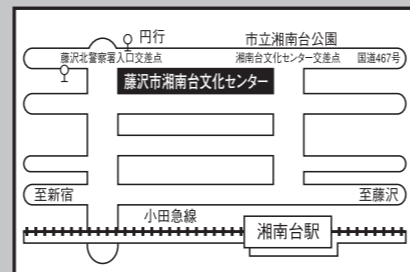 円行
市立湘南台公園
藤沢北警察署入口交差点
湘南台文化センター交差点
国道467号
藤沢市湘南台文化センター
至新宿
至藤沢
小田急線
湘南台駅